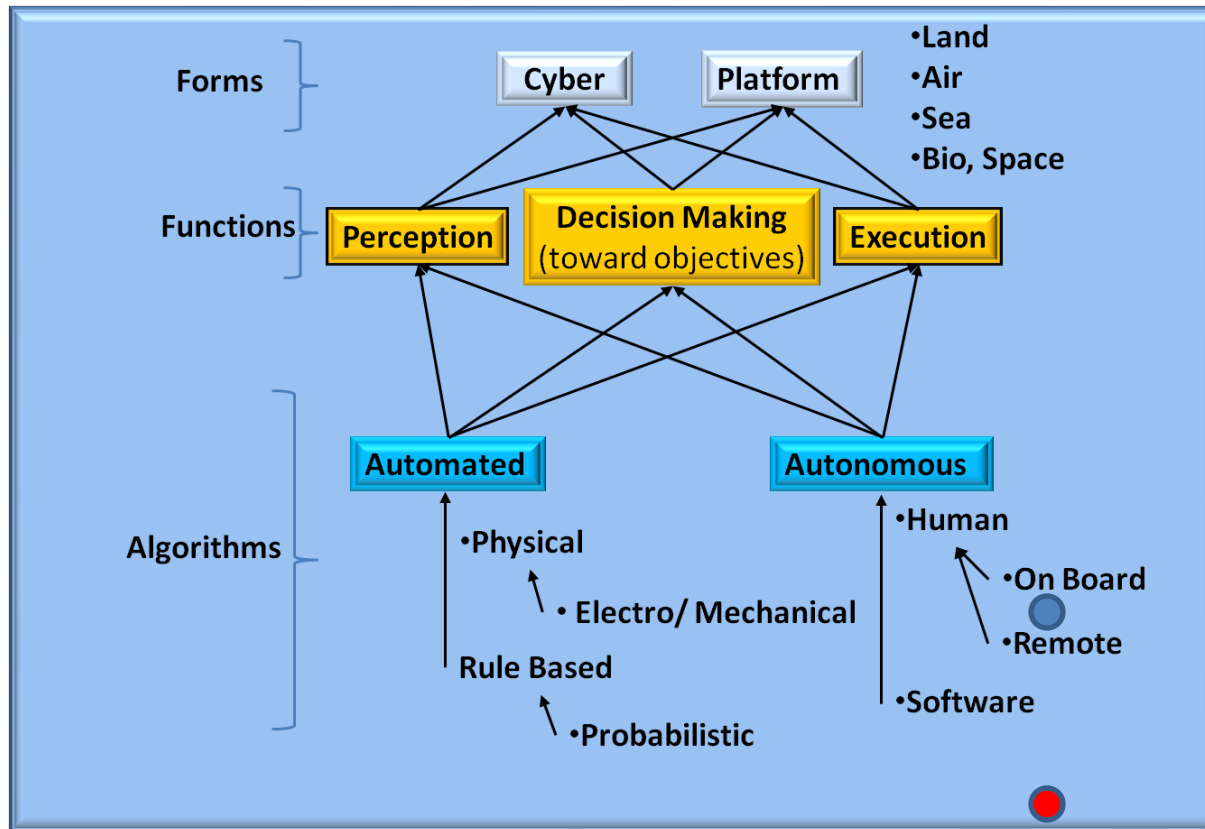 Forms
Cyber
Platform
•Land
•Air
•Sea
•Bio, Space
Functions
Perception
Decision Making
(toward objectives)
Execution
Algorithms
Automated
Autonomous
•Physical
• Electro/ Mechanical
Rule Based
•Probabilistic
•Human
•On Board
•Remote
•Software